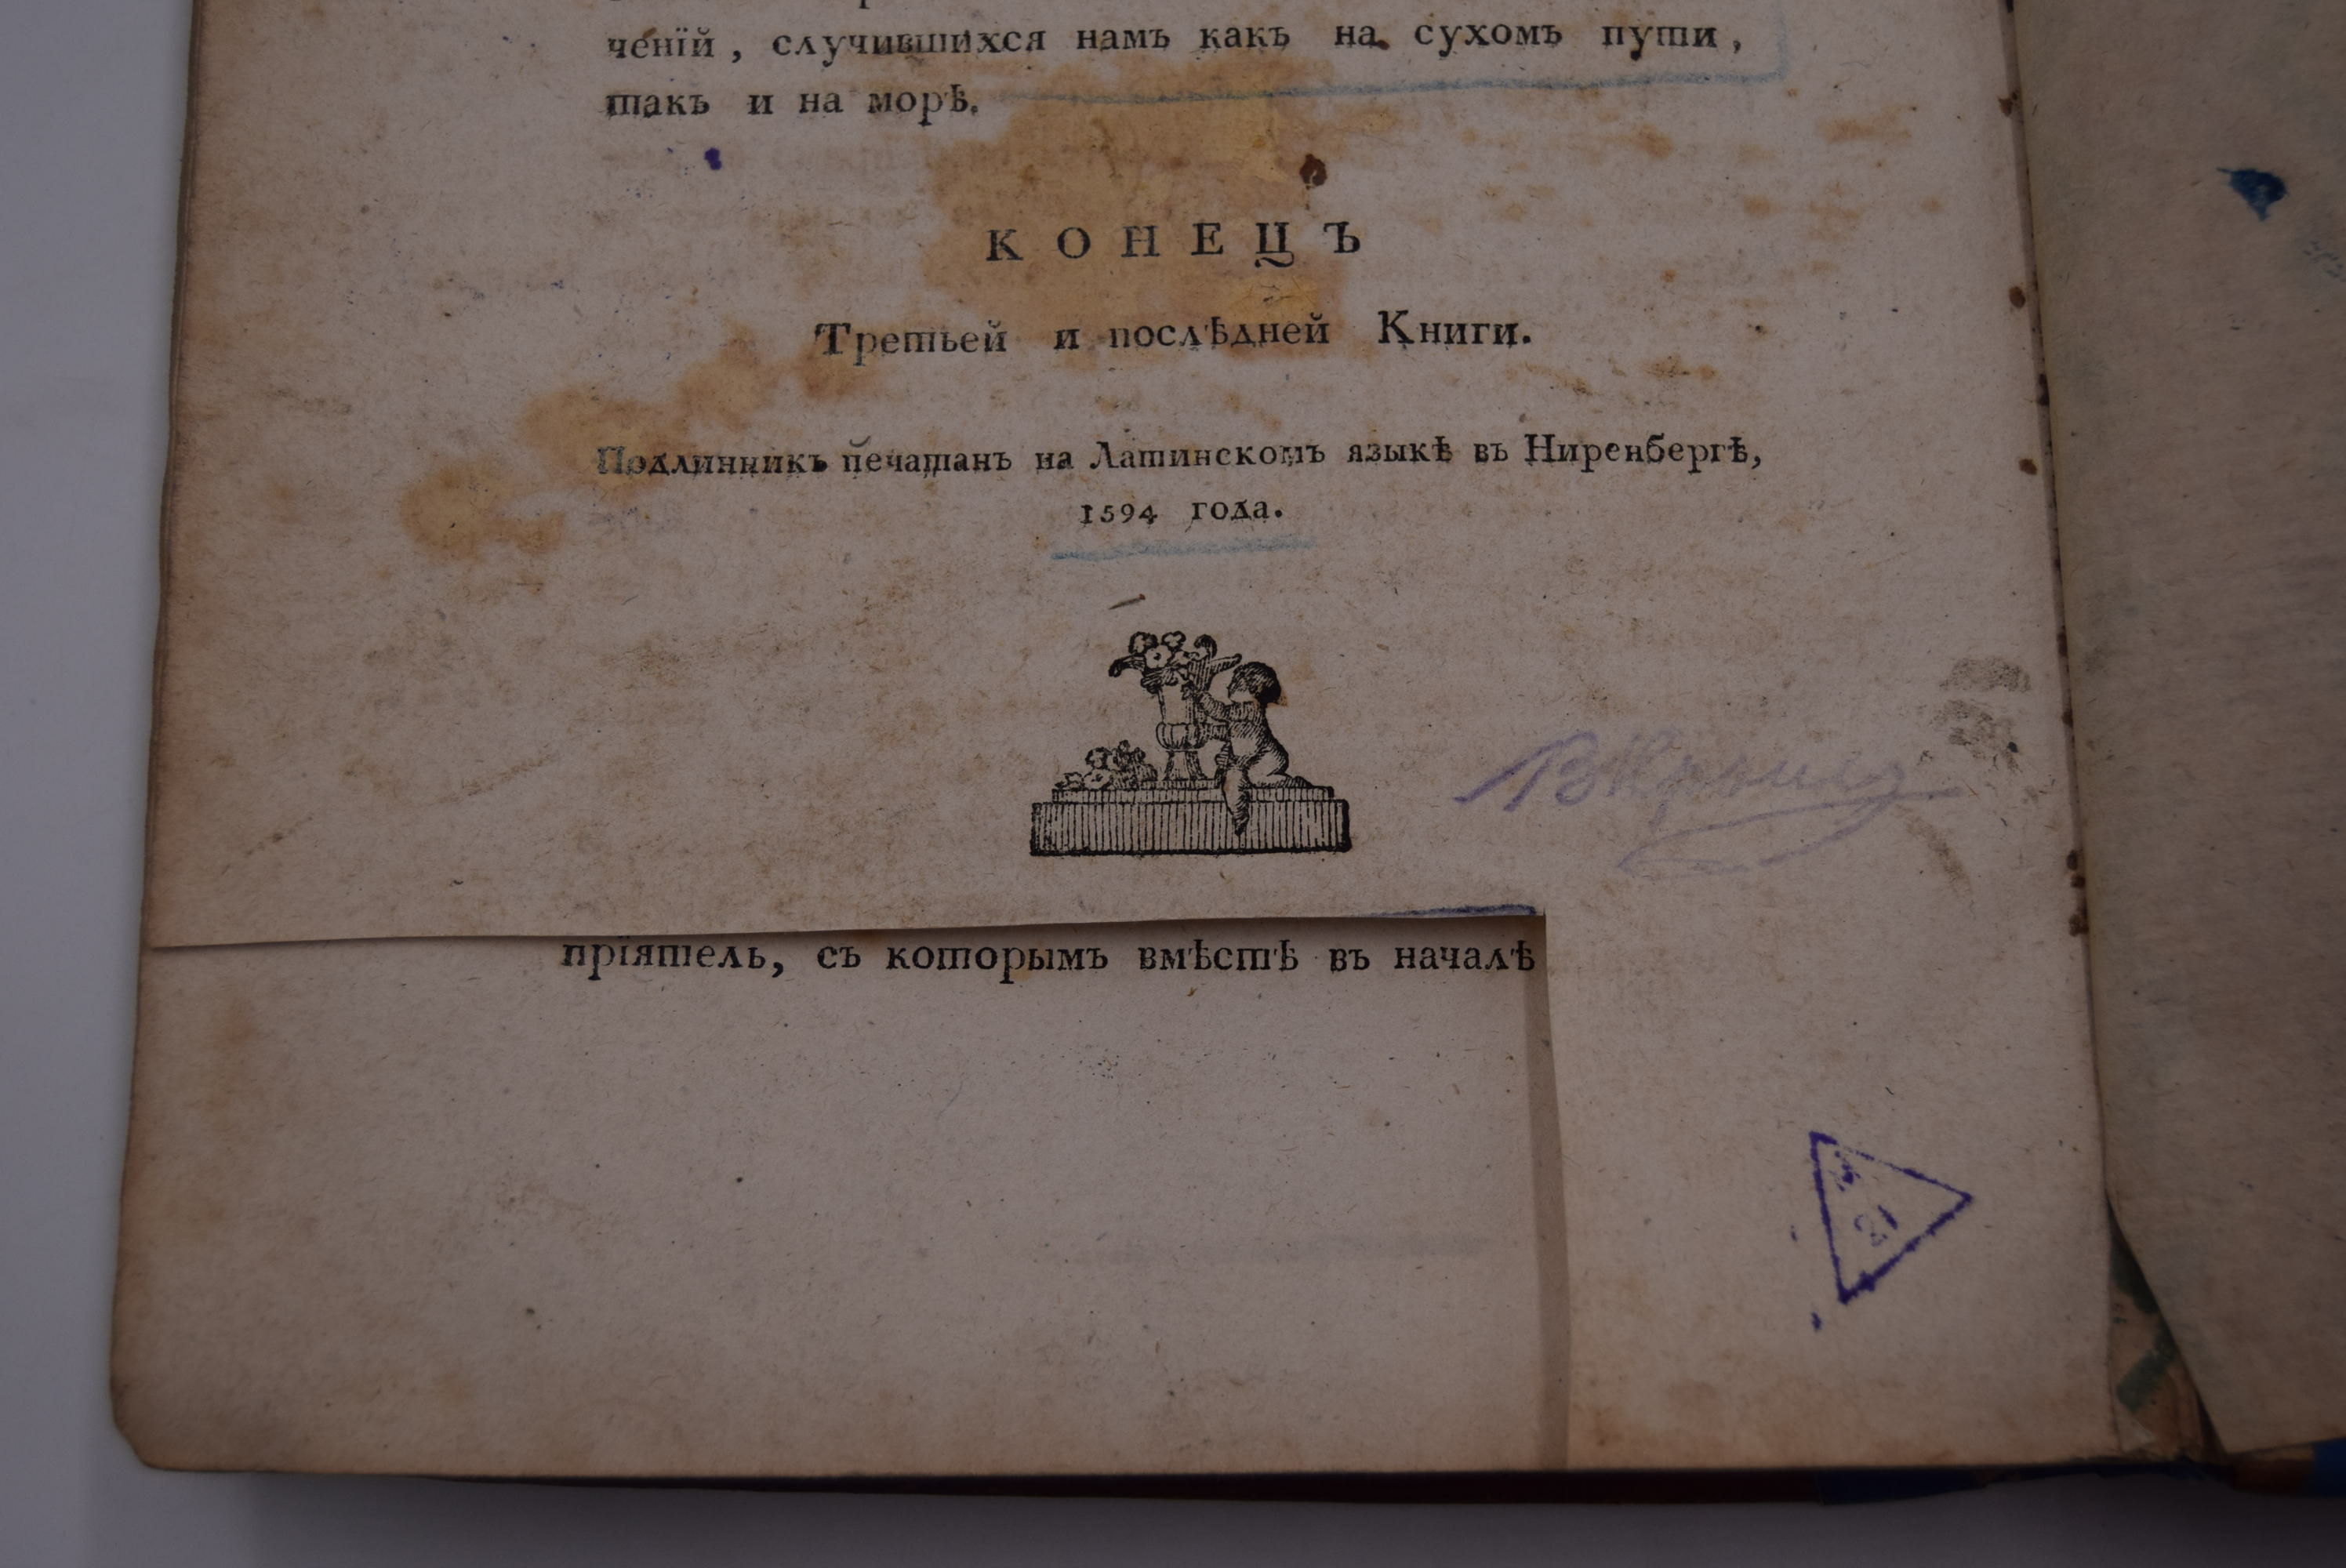 ченїй, случившихся намъ какъ на сухомъ пути,
такъ и на морѣ.
КОНЕЦЪ
Третьей и послѣдней Книги.
Подлинникъ печатанъ на Латинскомъ языкѣ въ Ниренбергѣ,
1594 года.
прїятель, съ которымъ вмѣстѣ въ началѣ